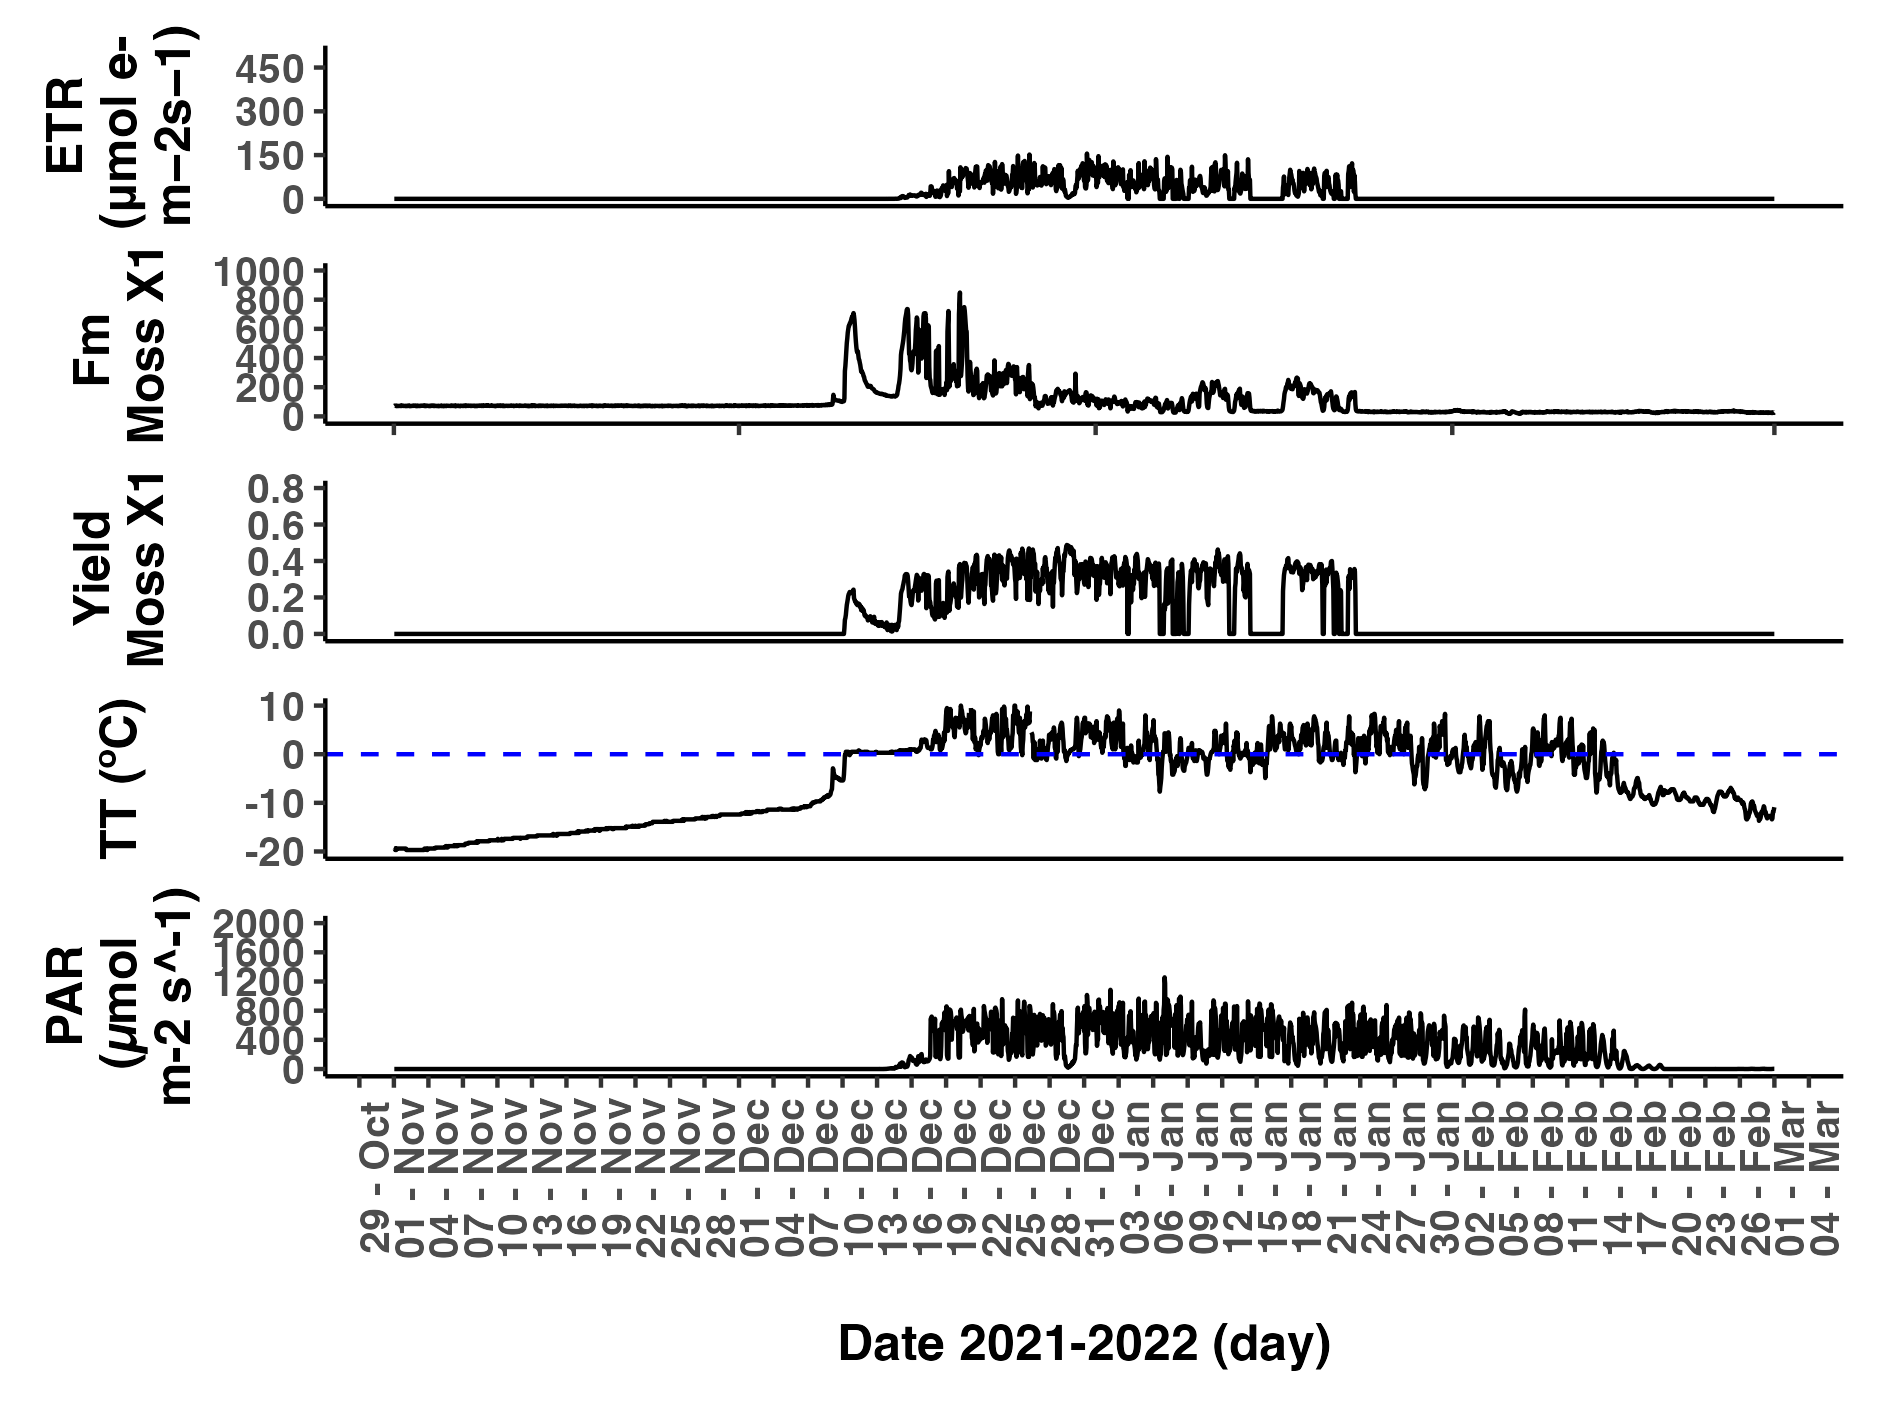 ETR
(µmol e-
m−2s−1)
450
300
150
0
Fm
Moss X1
1000
800
600
400
200
0
Yield
Moss X1
0.8
0.6
0.4
0.2
0.0
TT (ºC)
10
0
-10
-20
PAR
(µmol
m-2 s^-1)
2000
1600
1200
800
400
0
29 - Oct
01 - Nov
04 - Nov
07 - Nov
10 - Nov
13 - Nov
16 - Nov
19 - Nov
22 - Nov
25 - Nov
28 - Nov
01 - Dec
04 - Dec
07 - Dec
10 - Dec
13 - Dec
16 - Dec
19 - Dec
22 - Dec
25 - Dec
28 - Dec
31 - Dec
03 - Jan
06 - Jan
09 - Jan
12 - Jan
15 - Jan
18 - Jan
21 - Jan
24 - Jan
27 - Jan
30 - Jan
02 - Feb
05 - Feb
08 - Feb
11 - Feb
14 - Feb
17 - Feb
20 - Feb
23 - Feb
26 - Feb
01 - Mar
04 - Mar
Date 2021-2022 (day)